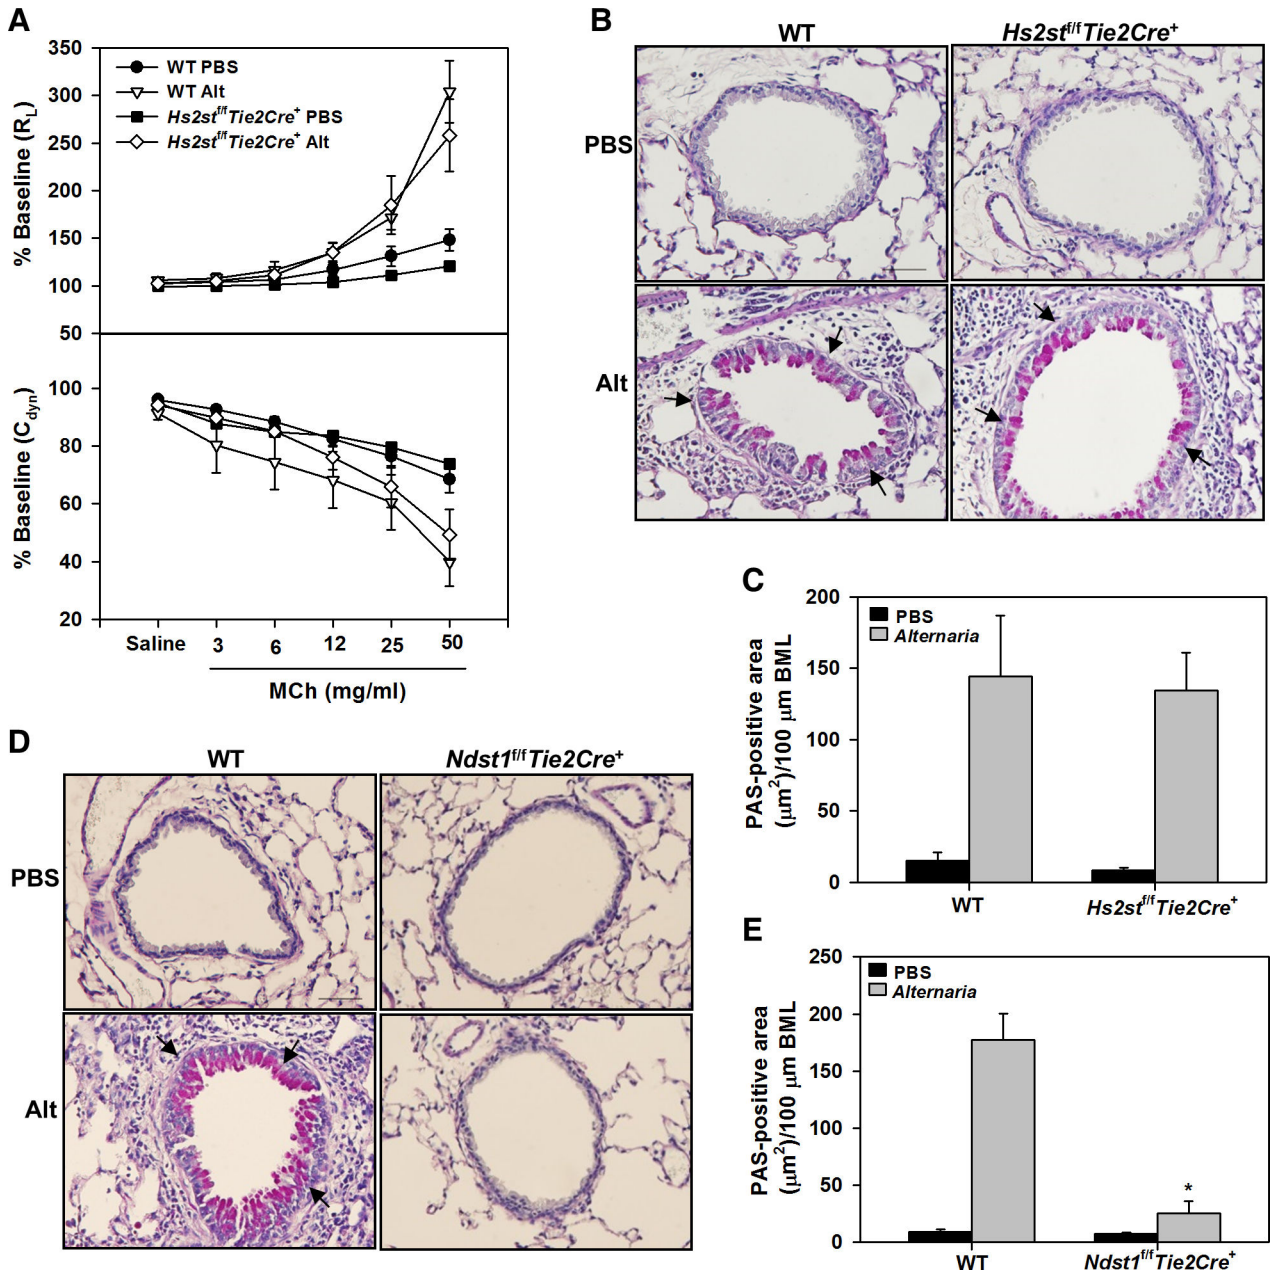 A
350
300
250
200
150
100
50
% Baseline (RL)
WT PBS
WT Alt
Hs2stf/fTie2Cre+ PBS
Hs2stf/fTie2Cre+ Alt
100
80
60
40
20
% Baseline (Cdyn)
Saline 3 6 12 25 50
MCh (mg/ml)
B
WT Hs2stf/fTie2Cre+
PBS
Alt
C
200
150
100
50
0
PAS-positive area
(µm2)/100 µm BML
PBS
Alternaria
WT Hs2stf/fTie2Cre+
D
WT Ndst1f/fTie2Cre+
PBS
Alt
E
250
200
150
100
50
0
PAS-positive area
(µm2)/100 µm BML
PBS
Alternaria
*
WT Ndst1f/fTie2Cre+